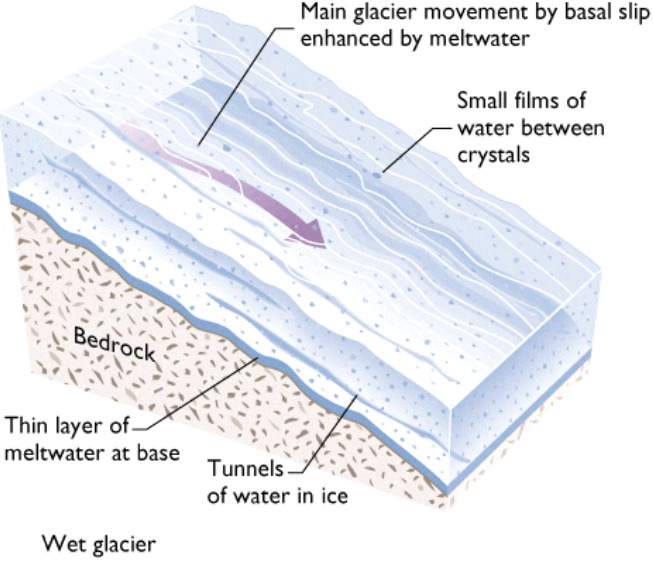 Main glacier movement by basal slip
enhanced by meltwater
Small films of
water between
crystals
Bedrock
Thin layer of
meltwater at base
Tunnels
of water in ice
Wet glacier